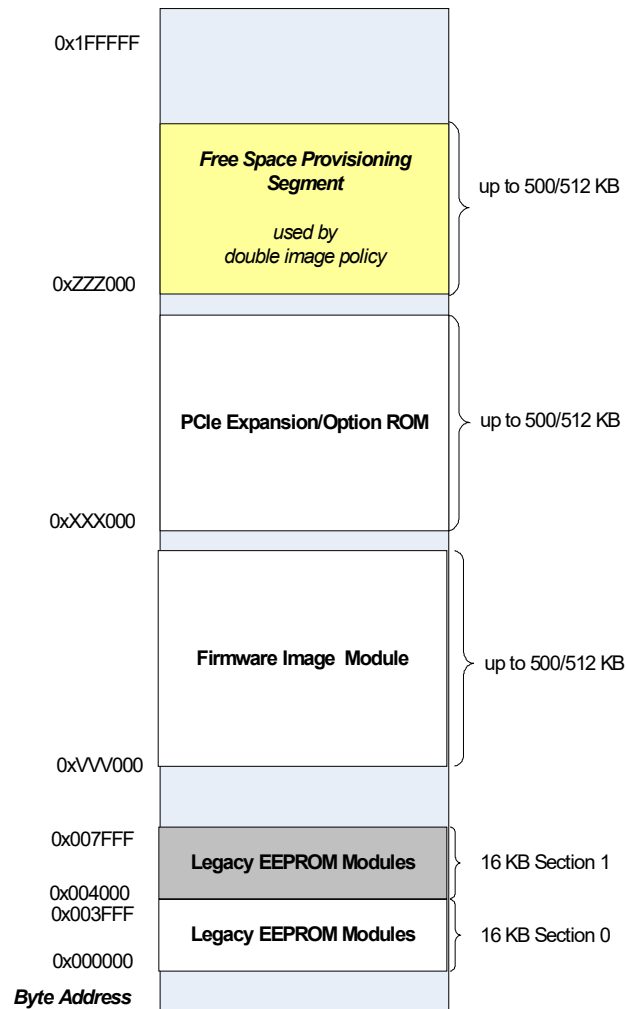 0x1FFFFF
Free Space Provisioning
Segment
used by
double image policy
up to 500/512 KB
0xZZZ000
PCIe Expansion/Option ROM
up to 500/512 KB
0xXXX000
Firmware Image Module
up to 500/512 KB
0xVVV000
0x007FFF
Legacy EEPROM Modules
16 KB Section 1
0x004000
0x003FFF
Legacy EEPROM Modules
16 KB Section 0
0x000000
Byte Address